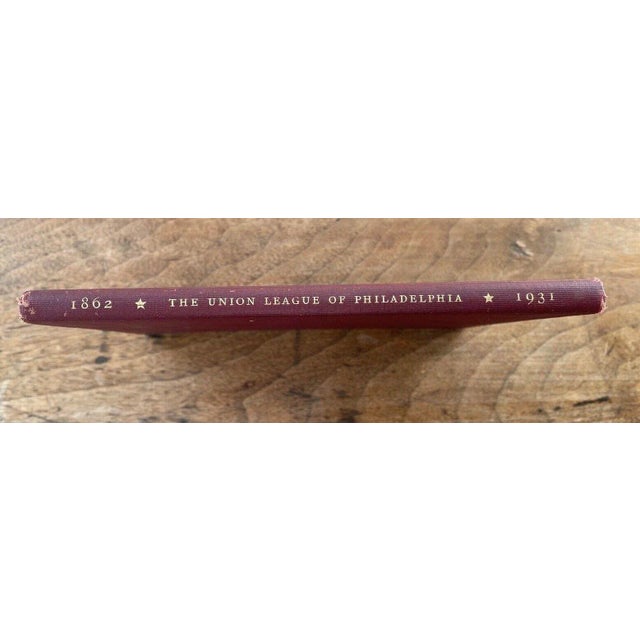 1862 ★ THE UNION LEAGUE OF PHILADELPHIA ★ 1931